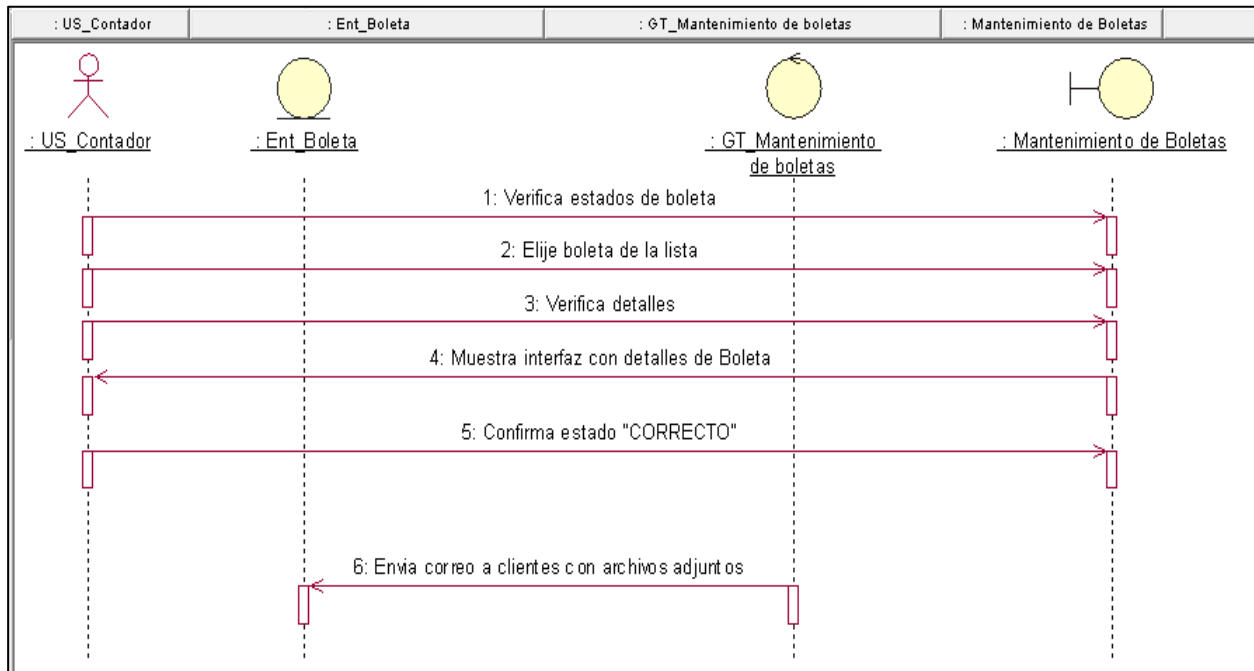 : US_Contador
: Ent_Boleta
: GT_Mantenimiento de boletas
: Mantenimiento de Boletas
: US_Contador
: Ent_Boleta
: GT_Mantenimiento
de boletas
: Mantenimiento de Boletas
1: Verifica estados de boleta
2: Elije boleta de la lista
3: Verifica detalles
4: Muestra interfaz con detalles de Boleta
5: Confirma estado "CORRECTO"
6: Envia correo a clientes con archivos adjuntos